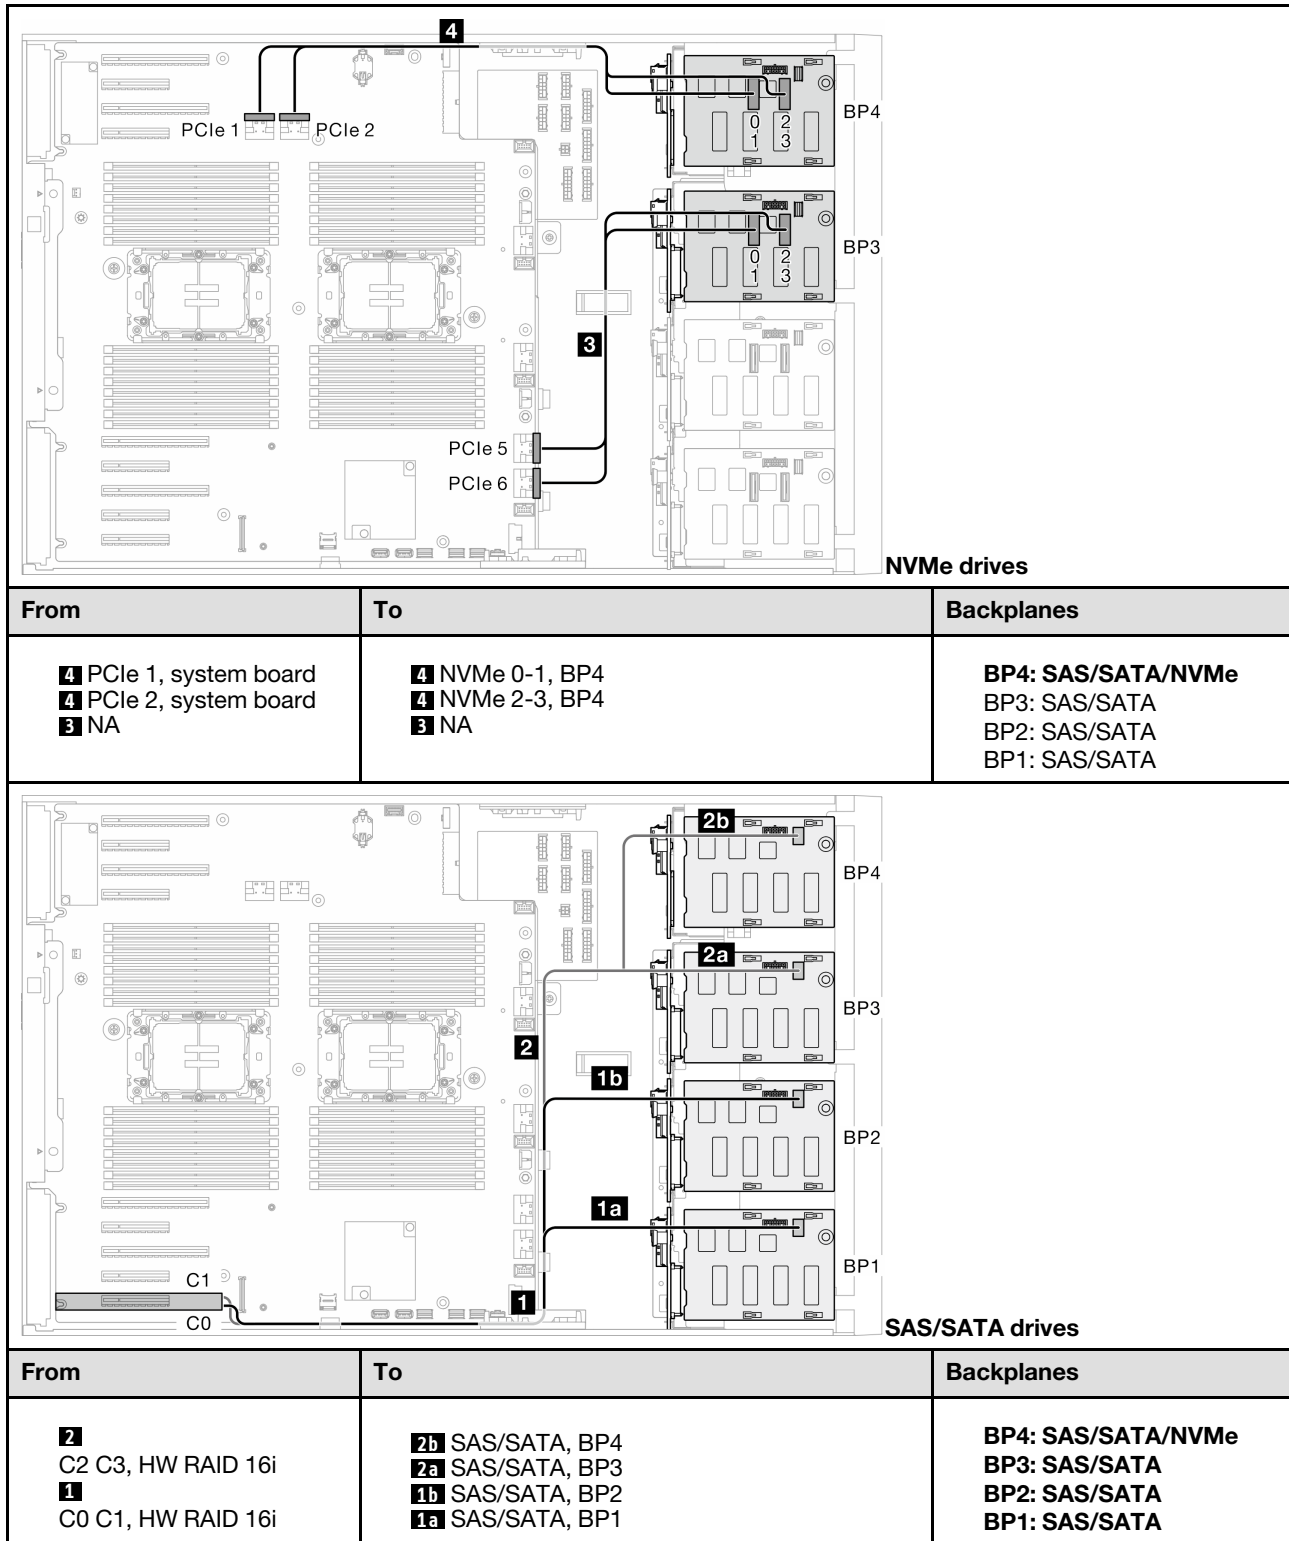 4
PCIe 1
PCIe 2
0
1
2
3
BP4
0
1
2
3
BP3
3
PCIe 5
PCIe 6
NVMe drives
From
To
Backplanes
4 PCIe 1, system board
4 PCIe 2, system board
3 NA
4 NVMe 0-1, BP4
4 NVMe 2-3, BP4
3 NA
BP4: SAS/SATA/NVMe
BP3: SAS/SATA
BP2: SAS/SATA
BP1: SAS/SATA
2b
BP4
2a
BP3
2
1b
BP2
1a
BP1
C1
C0
1
SAS/SATA drives
From
To
Backplanes
2
C2 C3, HW RAID 16i
1
C0 C1, HW RAID 16i
2b SAS/SATA, BP4
2a SAS/SATA, BP3
1b SAS/SATA, BP2
1a SAS/SATA, BP1
BP4: SAS/SATA/NVMe
BP3: SAS/SATA
BP2: SAS/SATA
BP1: SAS/SATA